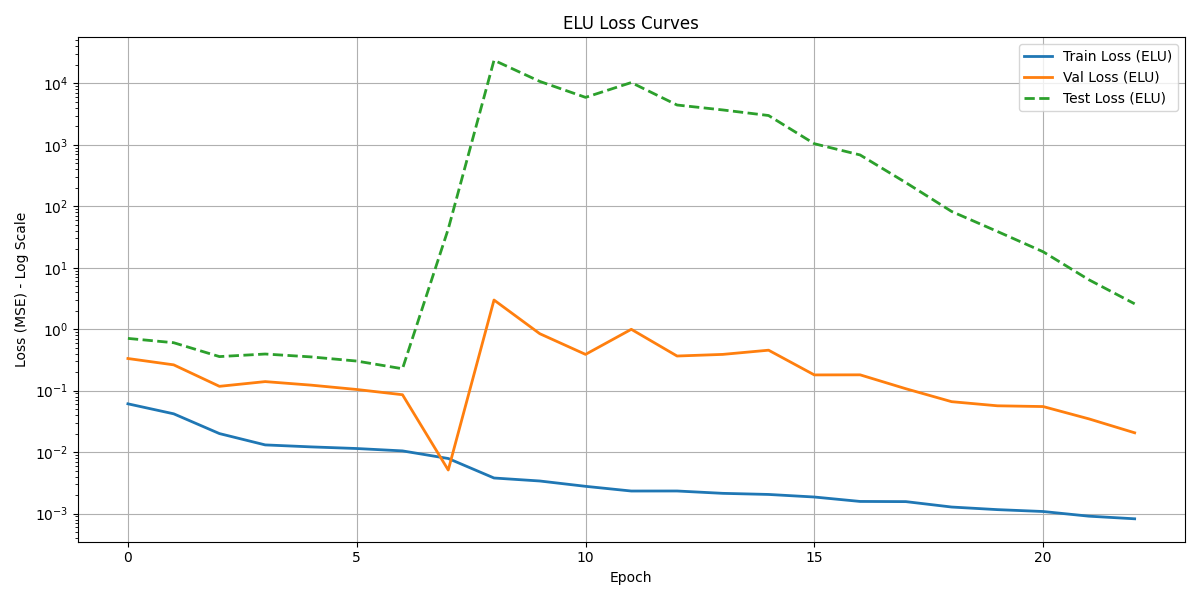 ELU Loss Curves
Train Loss (ELU)
Val Loss (ELU)
Test Loss (ELU)
Loss (MSE) - Log Scale
10⁴
10³
10²
10¹
10⁰
10⁻¹
10⁻²
10⁻³
0 5 10 15 20
Epoch